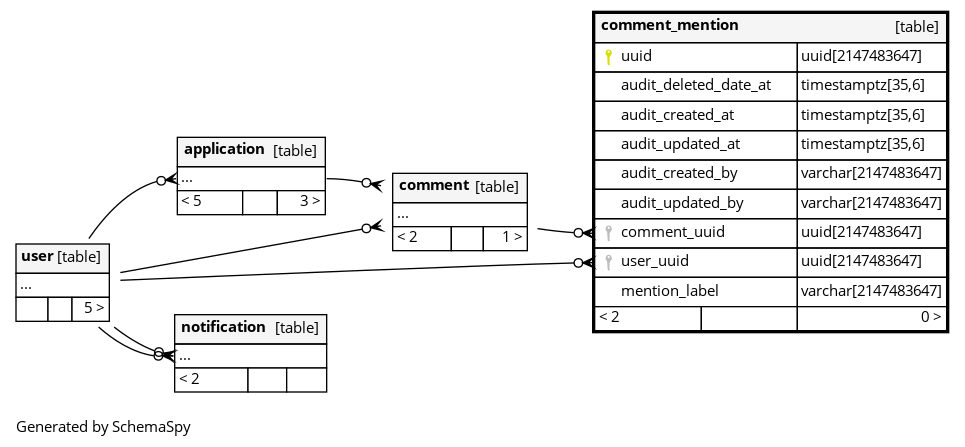 comment_mention [table]
uuid uuid[2147483647]
audit_deleted_date_at timestamptz[35,6]
audit_created_at timestamptz[35,6]
audit_updated_at timestamptz[35,6]
audit_created_by varchar[2147483647]
audit_updated_by varchar[2147483647]
comment_uuid uuid[2147483647]
user_uuid uuid[2147483647]
mention_label varchar[2147483647]
< 2 0 >
application [table]
...
< 5 3 >
comment [table]
...
< 2 1 >
user [table]
...
5 >
notification [table]
...
< 2
Generated by SchemaSpy